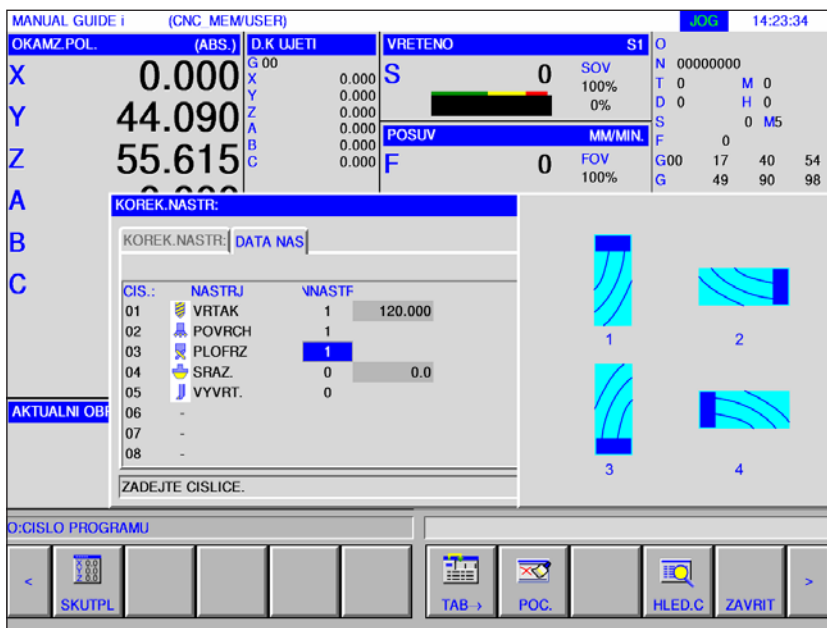 MANUAL GUIDE i (CNC_MEM/USER) JOG 14:23:34
OKAMZ.POL. (ABS.) D.K UJETI VRETENO S1 O
X 0.000
Y 44.090
Z 55.615
A
B
C
G 00
X 0.000
Y 0.000
Z 0.000
A 0.000
B 0.000
C 0.000
S 0 SOV
100%
0%
POSUV MM/MIN.
F 0 FOV
100%
N 00000000
T 0 M 0
D 0 H 0
S 0 M5
F 0
G00 17 40 54
G 49 90 98
KOREK.NASTR:
KOREK.NASTR: DATA NAS
CIS.: NASTRJ
01 VRTAK 1 120.000
02 POVRCH 1
03 PLOFRZ 1
04 SRAZ. 0 0.0
05 VYVRT. 0
06 -
07 -
08 -
ZADEJTE CISLICE.
1 2
3 4
AKTUALNI OBR
O:CISLO PROGRAMU
< SKUTPL TAB→ POC. HLED.C ZAVRIT >